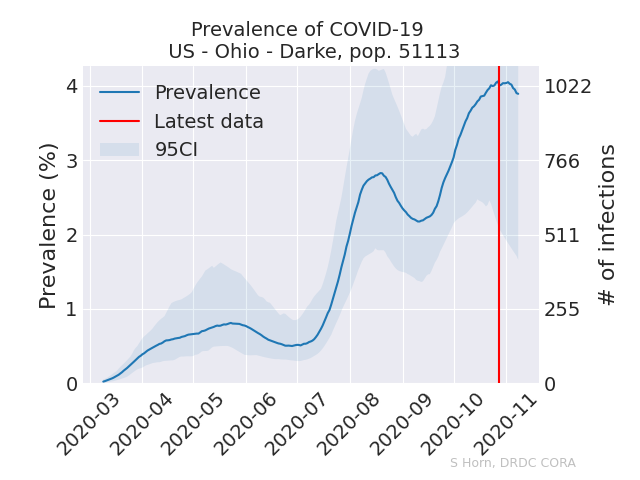 Prevalence of COVID-19
US - Ohio - Darke, pop. 51113
Prevalence (%)
4
3
2
1
0
Prevalence
Latest data
95CI
1022
766
511
255
0
# of infections
2020-03
2020-04
2020-05
2020-06
2020-07
2020-08
2020-09
2020-10
2020-11
S Horn, DRDC CORA